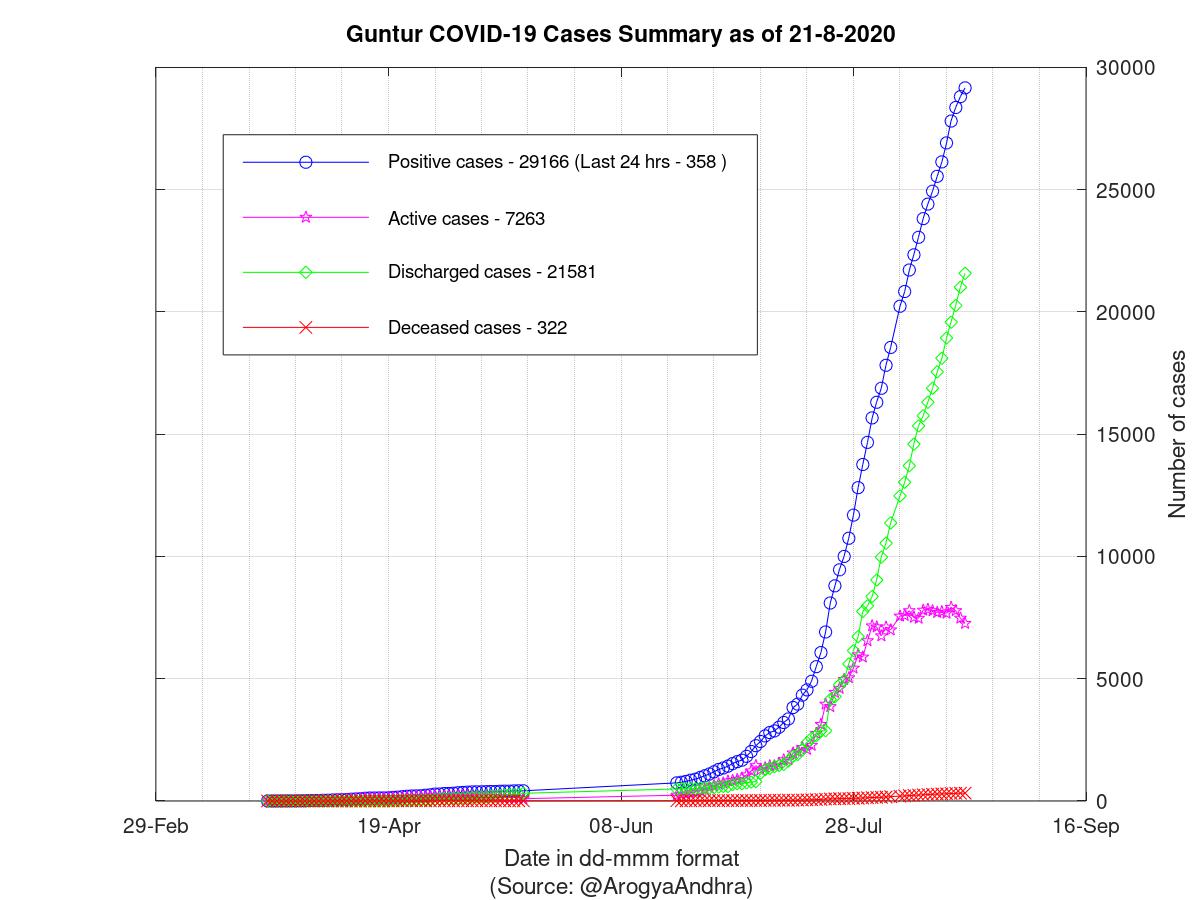 Guntur COVID-19 Cases Summary as of 21-8-2020
Positive cases - 29166 (Last 24 hrs - 358 )
Active cases - 7263
Discharged cases - 21581
Deceased cases - 322
30000
25000
20000
15000
10000
5000
0
Number of cases
29-Feb 19-Apr 08-Jun 28-Jul 16-Sep
Date in dd-mmm format
(Source: @ArogyaAndhra)